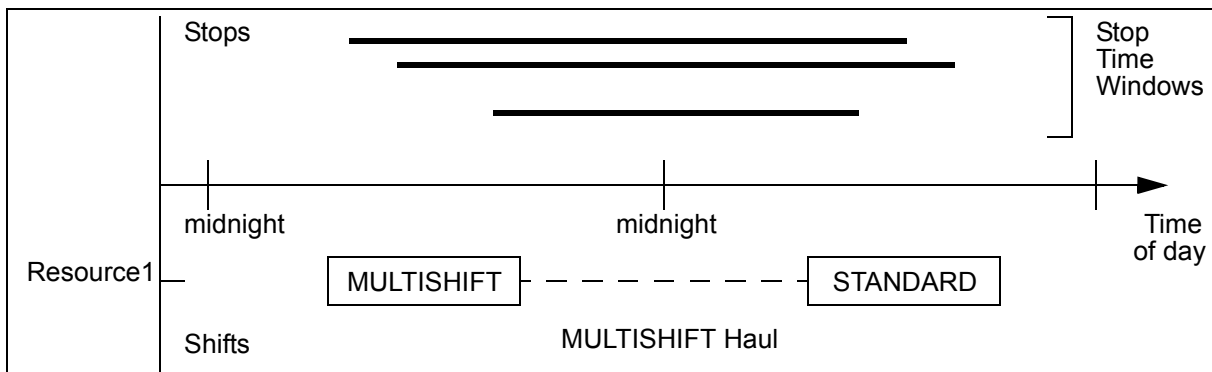 Stops
Stop
Time
Windows
midnight
midnight
Time
of day
Resource1
MULTISHIFT
STANDARD
Shifts
MULTISHIFT Haul